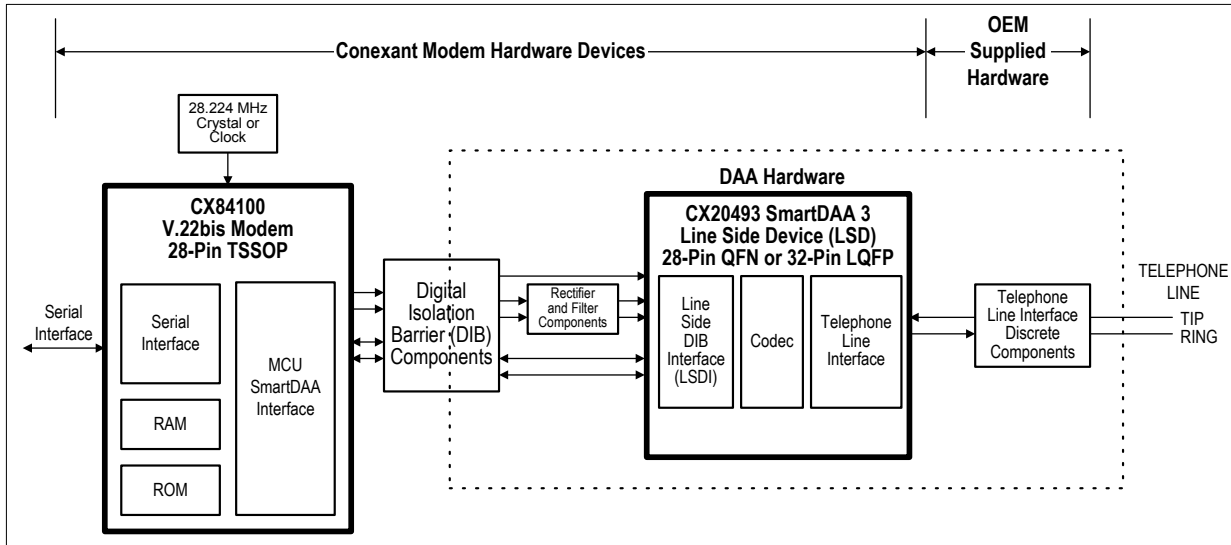 Conexant Modem Hardware Devices
OEM
Supplied
Hardware
28.224 MHz
Crystal or
Clock
DAA Hardware
CX84100
V.22bis Modem
28-Pin TSSOP
Serial
Interface
Serial
Interface
MCU
SmartDAA
Interface
RAM
ROM
Digital
Isolation
Barrier (DIB)
Components
Rectifier
and Filter
Components
CX20493 SmartDAA 3
Line Side Device (LSD)
28-Pin QFN or 32-Pin LQFP
Line
Side
DIB
Interface
(LSDI)
Codec
Telephone
Line
Interface
Telephone
Line Interface
Discrete
Components
TELEPHONE
LINE
TIP
RING